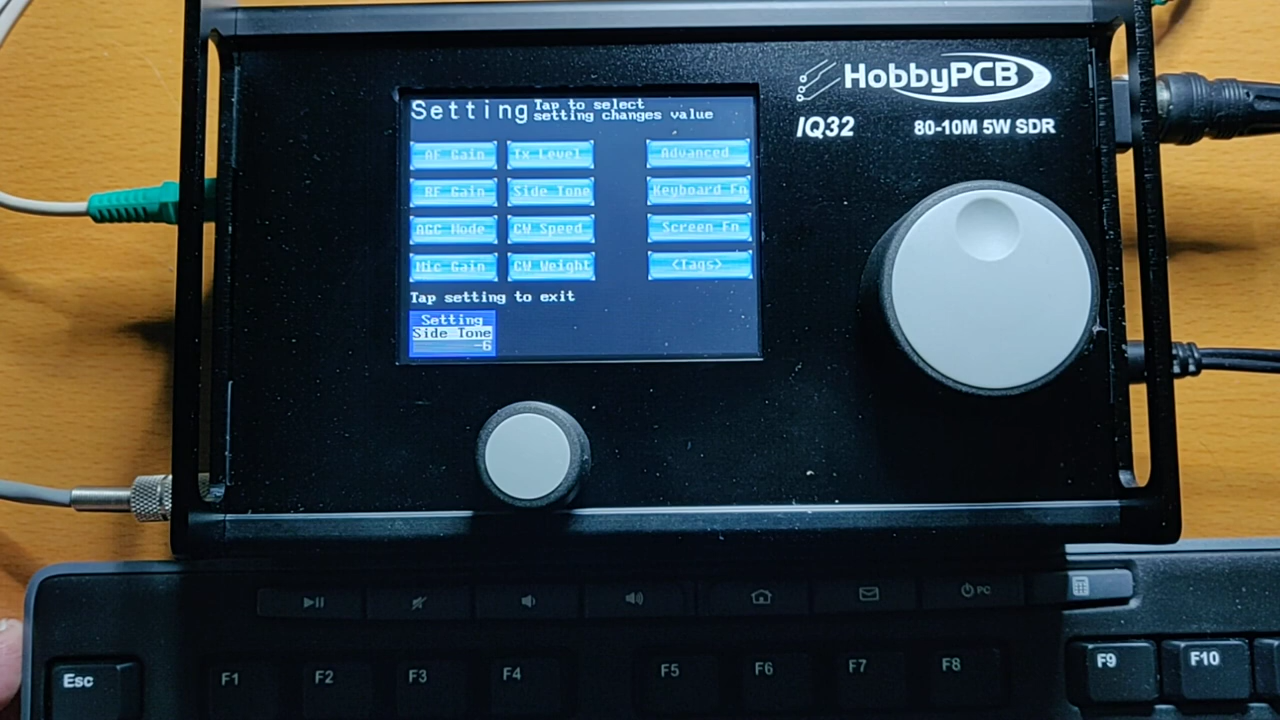 HobbyPCB
IQ32
80-10M 5W SDR
Setting
Tap to select
setting changes value
AF Gain
Tx Level
Advanced
RF Gain
Side Tone
Keyboard Fn
AGC Mode
CW Speed
Screen Fn
Mic Gain
CW Weight
<Tags>
Tap setting to exit
Setting
Side Tone
-6
PC
Esc
F1
F2
F3
F4
F5
F6
F7
F8
F9
F10